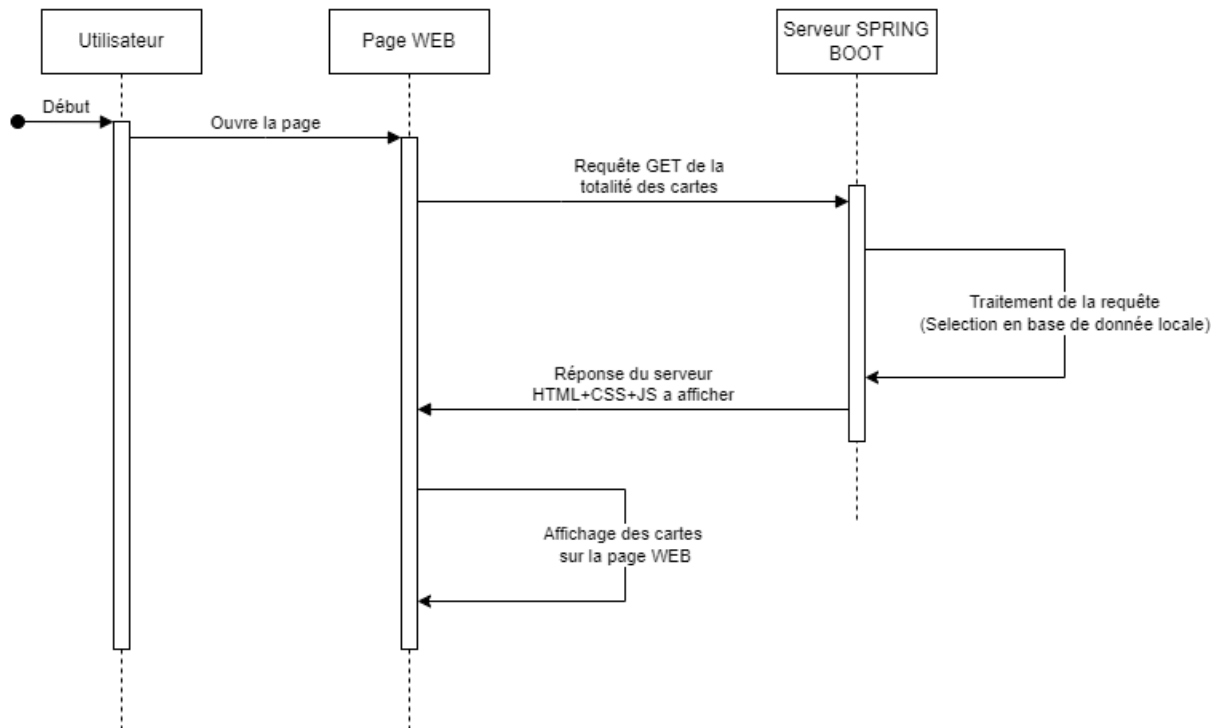 Utilisateur
Page WEB
Serveur SPRING
BOOT
Début
Ouvre la page
Requête GET de la
totalité des cartes
Traitement de la requête
(Selection en base de donnée locale)
Réponse du serveur
HTML+CSS+JS a afficher
Affichage des cartes
sur la page WEB